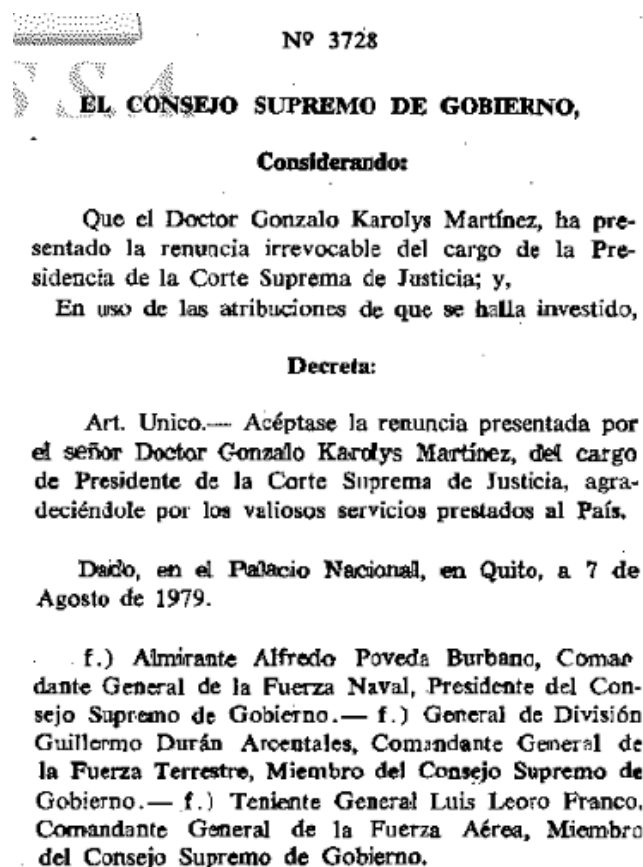 Nº 3728
EL CONSEJO SUPREMO DE GOBIERNO,
Considerando:
Que el Doctor Gonzalo Karolys Martínez, ha pre-
sentado la renuncia irrevocable del cargo de la Pre-
sidencia de la Corte Suprema de Justicia; y,
En uso de las atribuciones de que se halla investido,
Decreta:
Art. Unico.— Acéptase la renuncia presentada por
el señor Doctor Gonzalo Karolys Martínez, del cargo
de Presidente de la Corte Suprema de Justicia, agra-
deciéndole por los valiosos servicios prestados al País.
Dado, en el Palacio Nacional, en Quito, a 7 de
Agosto de 1979.
f.) Almirante Alfredo Poveda Burbano, Coman
dante General de la Fuerza Naval, Presidente del Con-
sejo Supremo de Gobierno.— f.) General de División
Guillermo Durán Arcentales, Comandante General de
la Fuerza Terrestre, Miembro del Consejo Supremo de
Gobierno.— f.) Teniente General Luis Leoro Franco,
Comandante General de la Fuerza Aérea, Miembro
del Consejo Supremo de Gobierno.